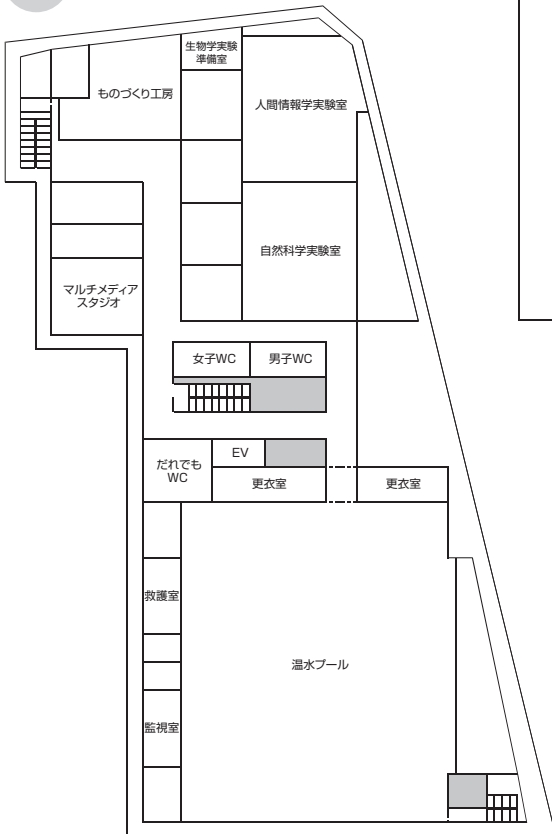 生物学実験
準備室
ものづくり工房
人間情報学実験室
自然科学実験室
マルチメディア
スタジオ
女子WC
男子WC
だれでも
WC
EV
更衣室
更衣室
救護室
温水プール
監視室